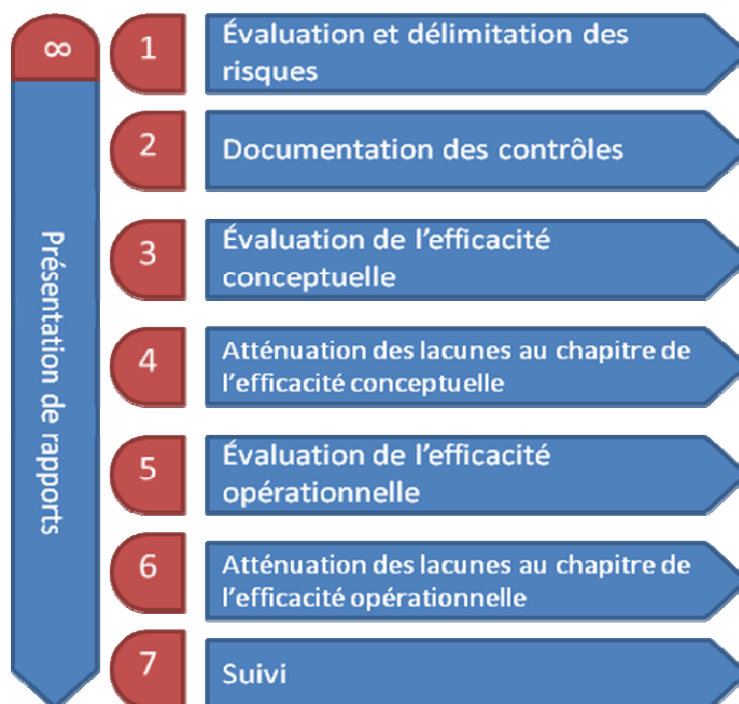 ∞
Présentation de rapports
1
Évaluation et délimitation des
risques
2
Documentation des contrôles
3
Évaluation de l'efficacité
conceptuelle
4
Atténuation des lacunes au chapitre de
l'efficacité conceptuelle
5
Évaluation de l'efficacité
opérationnelle
6
Atténuation des lacunes au chapitre de
l'efficacité opérationnelle
7
Suivi